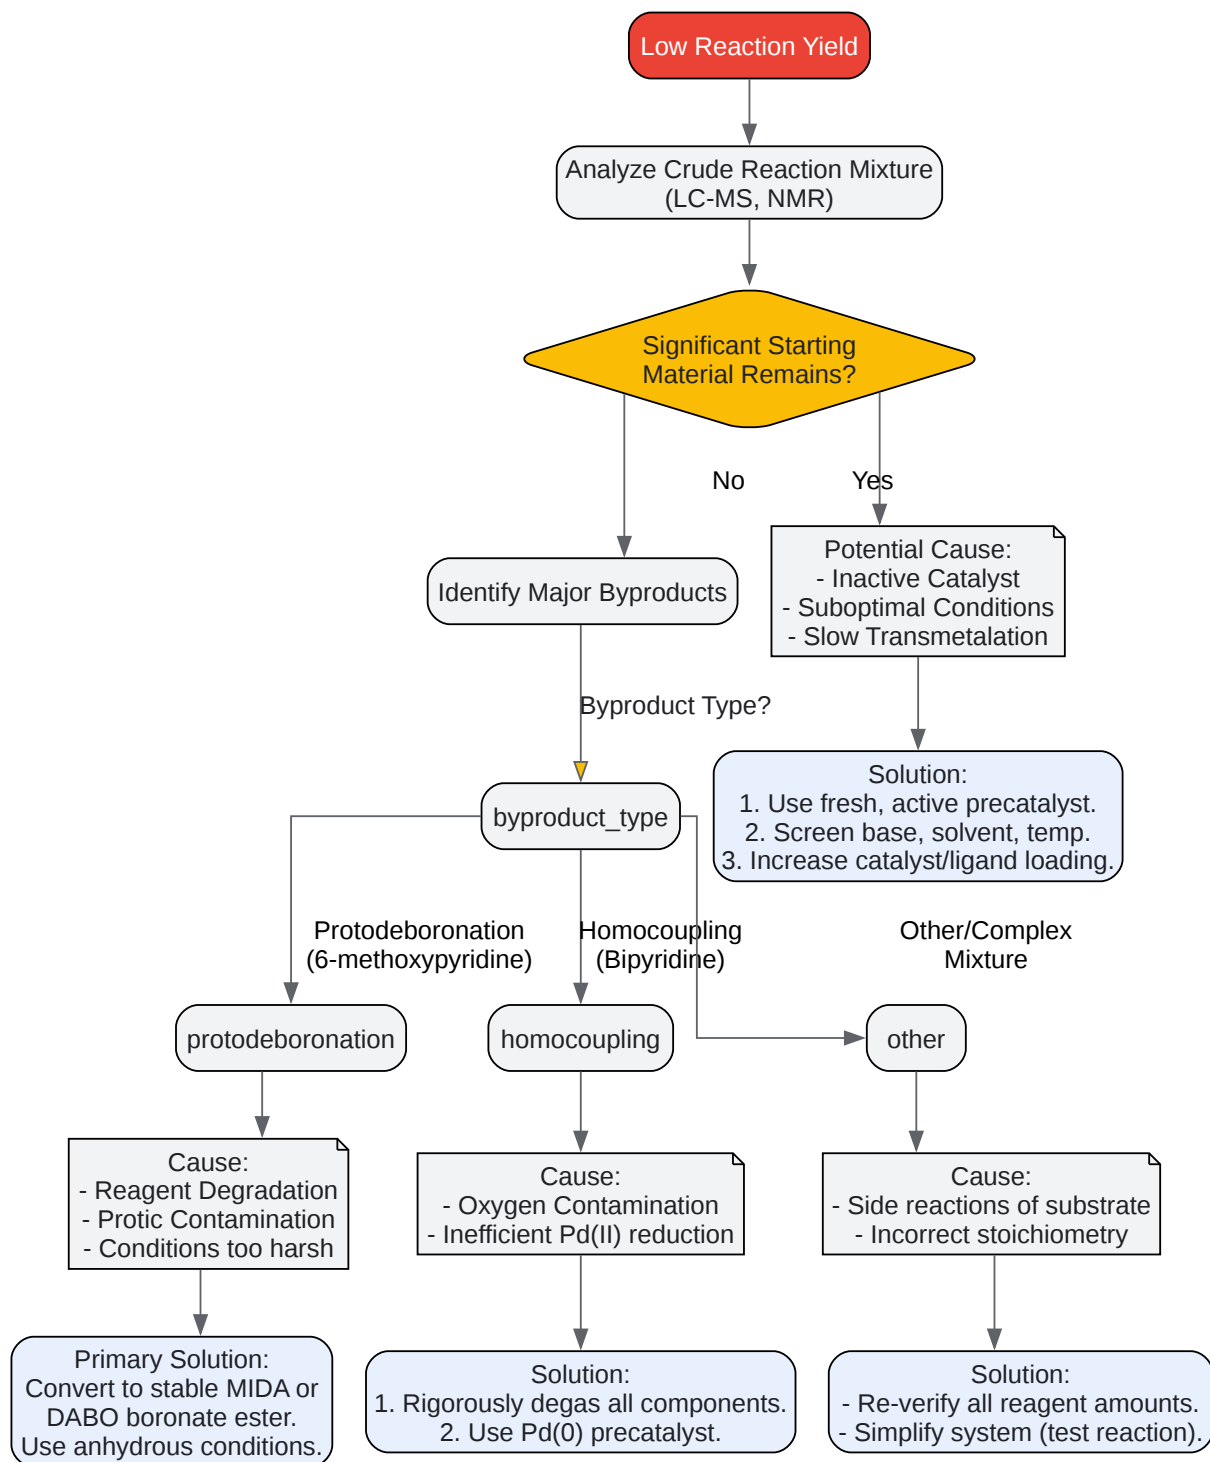 Low Reaction Yield
Analyze Crude Reaction Mixture
(LC-MS, NMR)
Significant Starting
Material Remains?
No
Yes
Potential Cause:
- Inactive Catalyst
- Suboptimal Conditions
- Slow Transmetalation
Identify Major Byproducts
Byproduct Type?
Solution:
1. Use fresh, active precatalyst.
2. Screen base, solvent, temp.
3. Increase catalyst/ligand loading.
byproduct_type
Protodeboronation
(6-methoxypyridine)
Homocoupling
(Bipyridine)
Other/Complex
Mixture
protodeboronation
homocoupling
other
Cause:
- Reagent Degradation
- Protic Contamination
- Conditions too harsh
Cause:
- Oxygen Contamination
- Inefficient Pd(II) reduction
Cause:
- Side reactions of substrate
- Incorrect stoichiometry
Primary Solution:
Convert to stable MIDA or
DABO boronate ester.
Use anhydrous conditions.
Solution:
1. Rigorously degas all components.
2. Use Pd(0) precatalyst.
Solution:
- Re-verify all reagent amounts.
- Simplify system (test reaction).